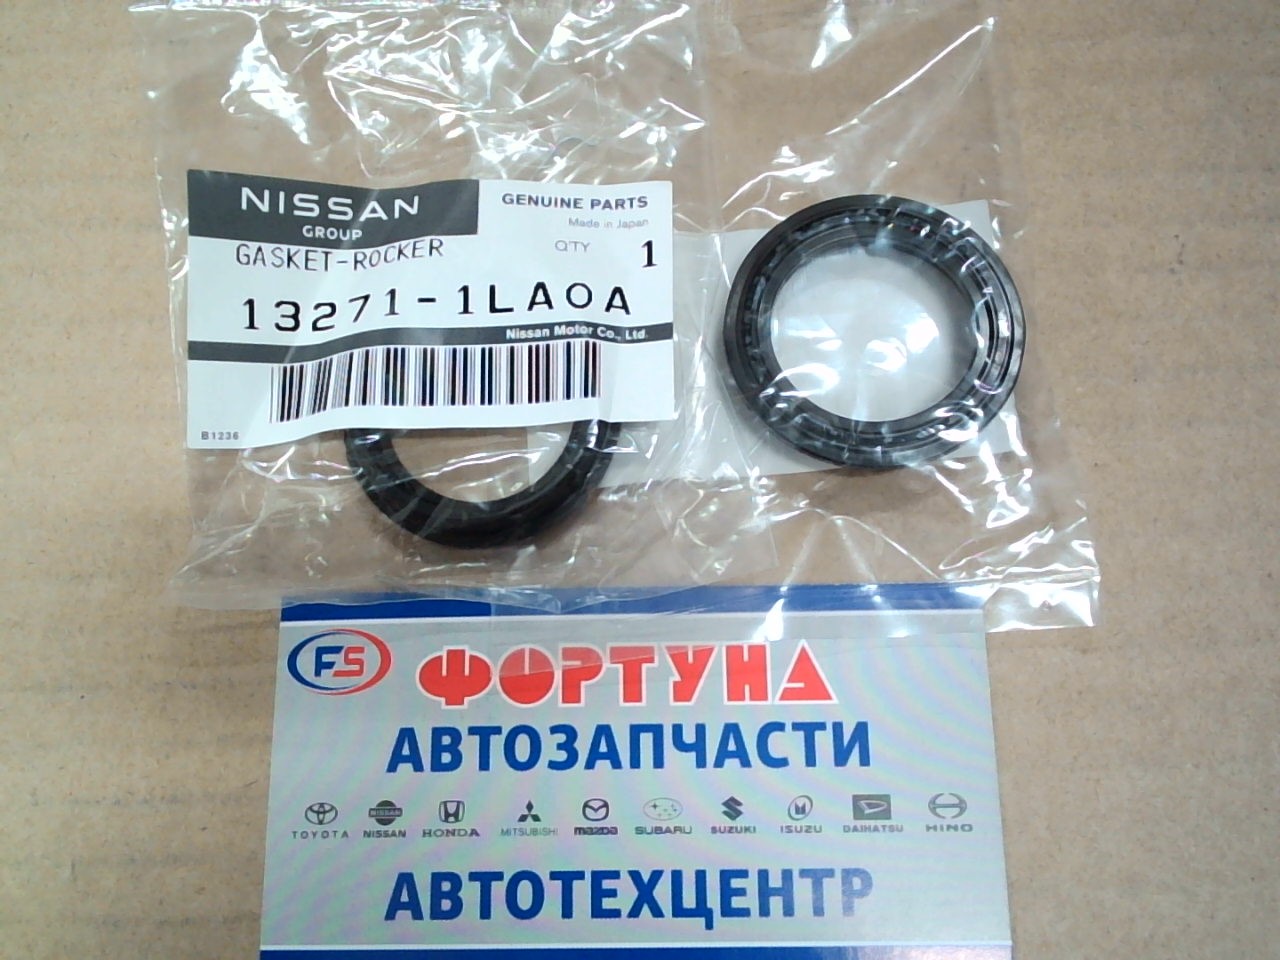 NISSAN
GROUP
GENUINE PARTS
Made in Japan
GASKET-ROCKER
QTY 1
13271-1LA0A
Nissan Motor Co., Ltd.
B1236
FS ФОРТУНА
АВТОЗАПЧАСТИ
TOYOTA NISSAN HONDA MITSUBISHI mazda SUBARU SUZUKI ISUZU DAIHATSU HINO
АВТОТЕХЦЕНТР